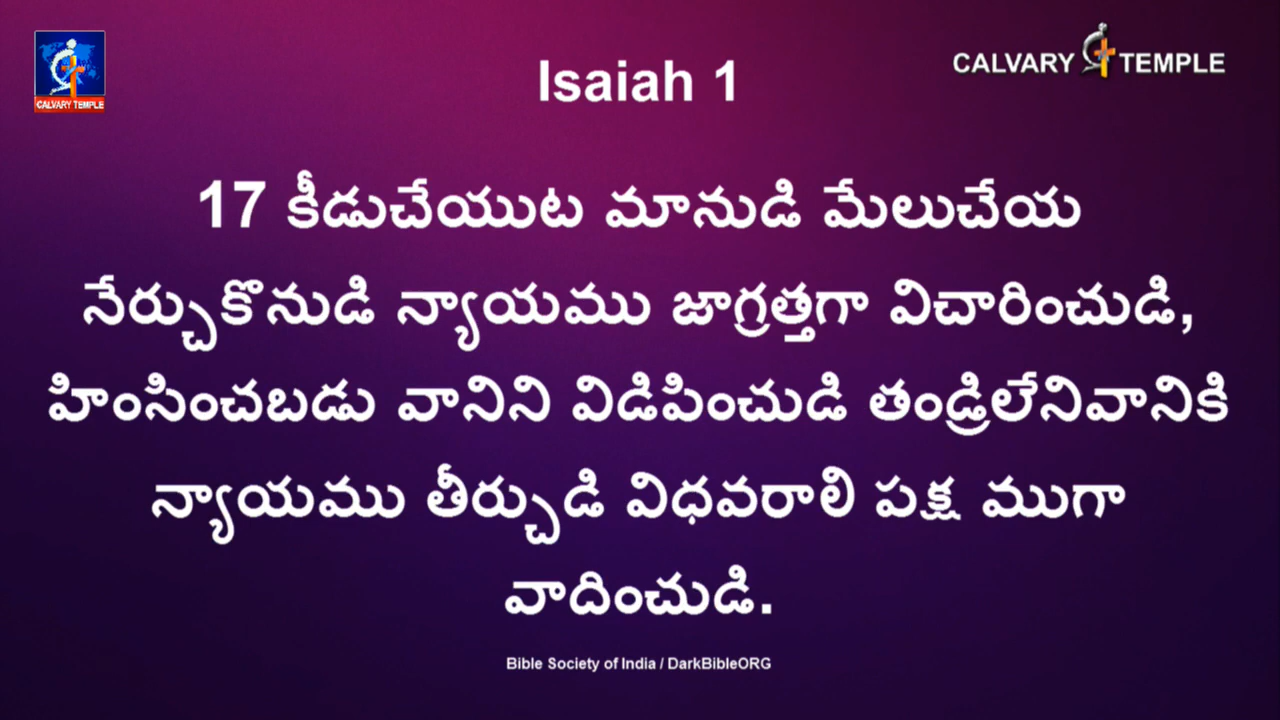 CALVARY TEMPLE
CALVARY TEMPLE
Isaiah 1
17 కీడుచేయుట మానుడి మేలుచేయ
నేర్చుకొనుడి న్యాయము జాగ్రత్తగా విచారించుడి,
హింసించబడు వానిని విడిపించుడి తండ్రిలేనివానికి
న్యాయము తీర్చుడి విధవరాలి పక్ష ముగా
వాదించుడి.
Bible Society of India / DarkBibleORG